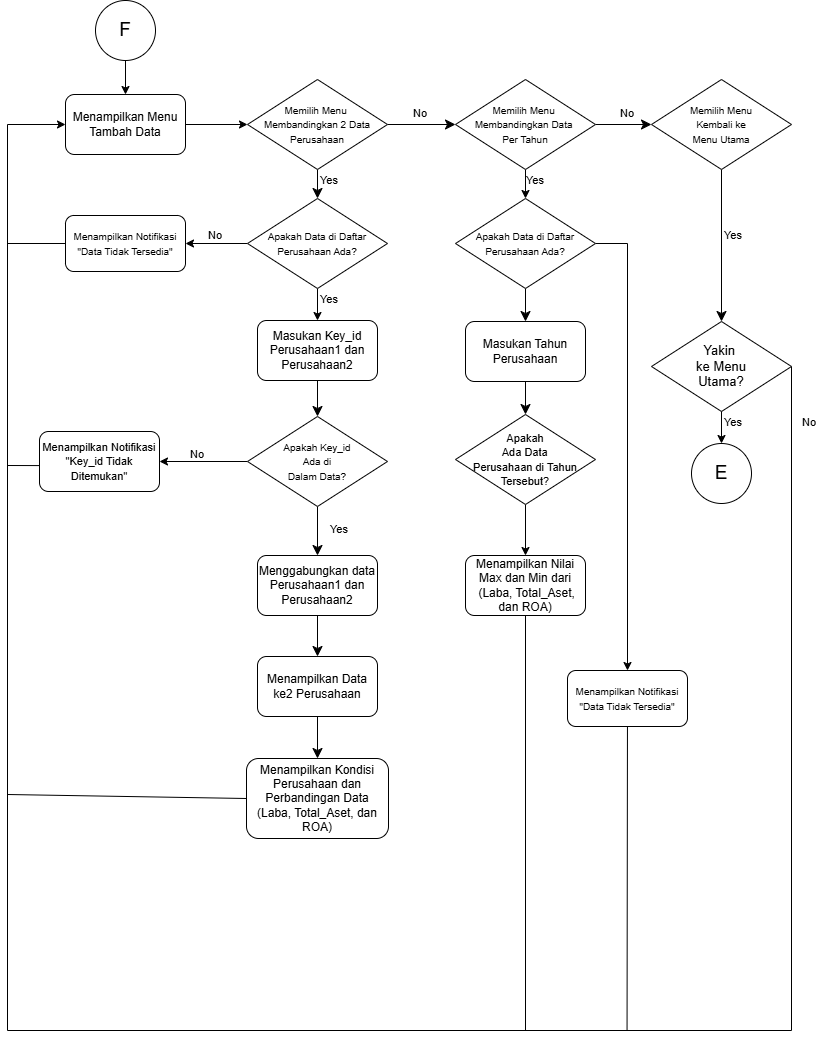 F
Menampilkan Menu
Tambah Data
Memilih Menu
Membandingkan 2 Data
Perusahaan
No
Memilih Menu
Membandingkan Data
Per Tahun
No
Memilih Menu
Kembali ke
Menu Utama
Yes
Yes
Yes
Menampilkan Notifikasi
"Data Tidak Tersedia"
No
Apakah Data di Daftar
Perusahaan Ada?
Apakah Data di Daftar
Perusahaan Ada?
Yes
Masukan Key_id
Perusahaan1 dan
Perusahaan2
Masukan Tahun
Perusahaan
Yakin
ke Menu
Utama?
Yes
No
E
Menampilkan Notifikasi
"Key_id Tidak
Ditemukan"
No
Apakah Key_id
Ada di
Dalam Data?
Apakah
Ada Data
Perusahaan di Tahun
Tersebut?
Yes
Menggabungkan data
Perusahaan1 dan
Perusahaan2
Menampilkan Nilai
Max dan Min dari
(Laba, Total_Aset,
dan ROA)
Menampilkan Data
ke2 Perusahaan
Menampilkan Notifikasi
"Data Tidak Tersedia"
Menampilkan Kondisi
Perusahaan dan
Perbandingan Data
(Laba, Total_Aset, dan
ROA)